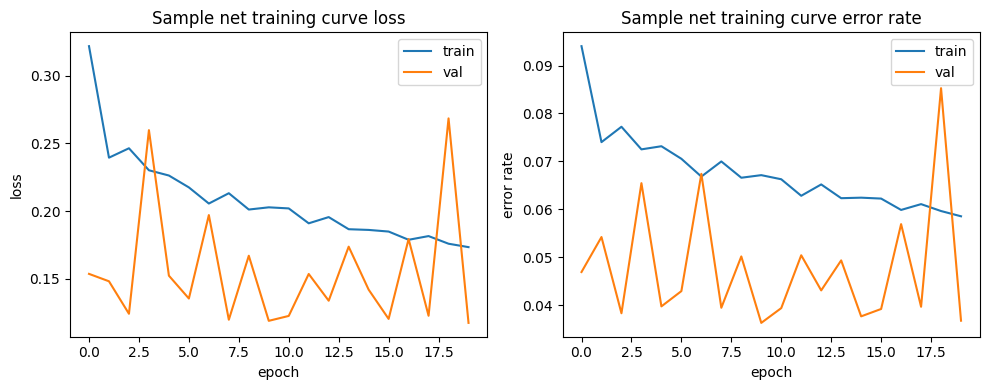 Sample net training curve loss
train
val
0.30
0.25
0.20
0.15
loss
0.0 2.5 5.0 7.5 10.0 12.5 15.0 17.5
epoch
Sample net training curve error rate
train
val
0.09
0.08
0.07
0.06
0.05
0.04
error rate
0.0 2.5 5.0 7.5 10.0 12.5 15.0 17.5
epoch